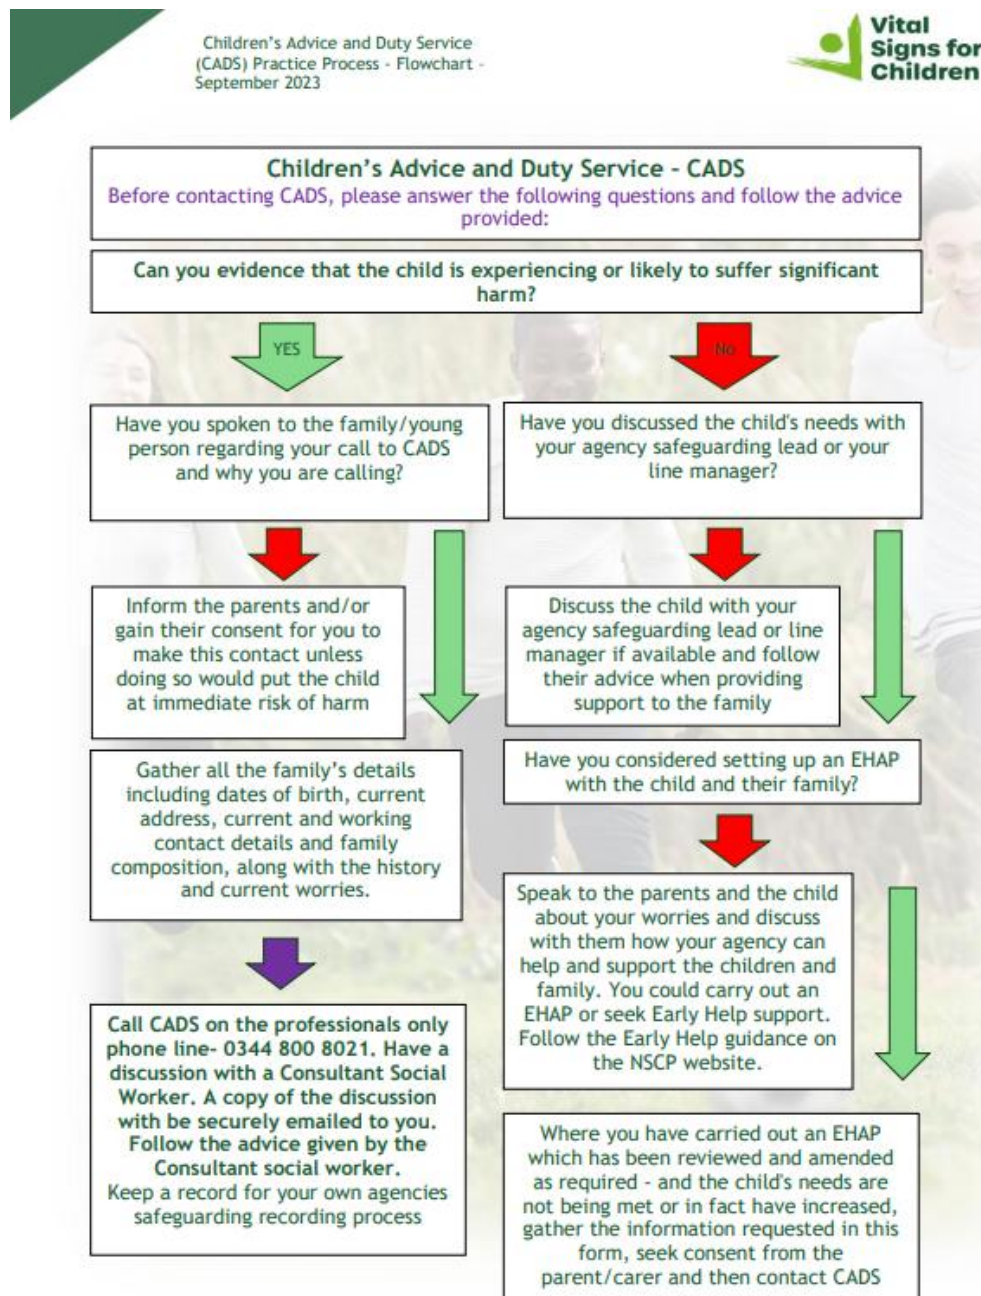 Children's Advice and Duty Service
(CADS) Practice Process - Flowchart -
September 2023
Vital
Signs for
Children
Children's Advice and Duty Service - CADS
Before contacting CADS, please answer the following questions and follow the advice
provided:
Can you evidence that the child is experiencing or likely to suffer significant
harm?
YES
No
Have you spoken to the family/young
person regarding your call to CADS
and why you are calling?
Have you discussed the child's needs with
your agency safeguarding lead or your
line manager?
Inform the parents and/or
gain their consent for you to
make this contact unless
doing so would put the child
at immediate risk of harm
Discuss the child with your
agency safeguarding lead or line
manager if available and follow
their advice when providing
support to the family
Gather all the family's details
including dates of birth, current
address, current and working
contact details and family
composition, along with the history
and current worries.
Have you considered setting up an EHAP
with the child and their family?
Speak to the parents and the child
about your worries and discuss
with them how your agency can
help and support the children and
family. You could carry out an
EHAP or seek Early Help support.
Follow the Early Help guidance on
the NSCP website.
Call CADS on the professionals only
phone line- 0344 800 8021. Have a
discussion with a Consultant Social
Worker. A copy of the discussion
with be securely emailed to you.
Follow the advice given by the
Consultant social worker.
Keep a record for your own agencies
safeguarding recording process
Where you have carried out an EHAP
which has been reviewed and amended
as required - and the child's needs are
not being met or in fact have increased,
gather the information requested in this
form, seek consent from the
parent/carer and then contact CADS